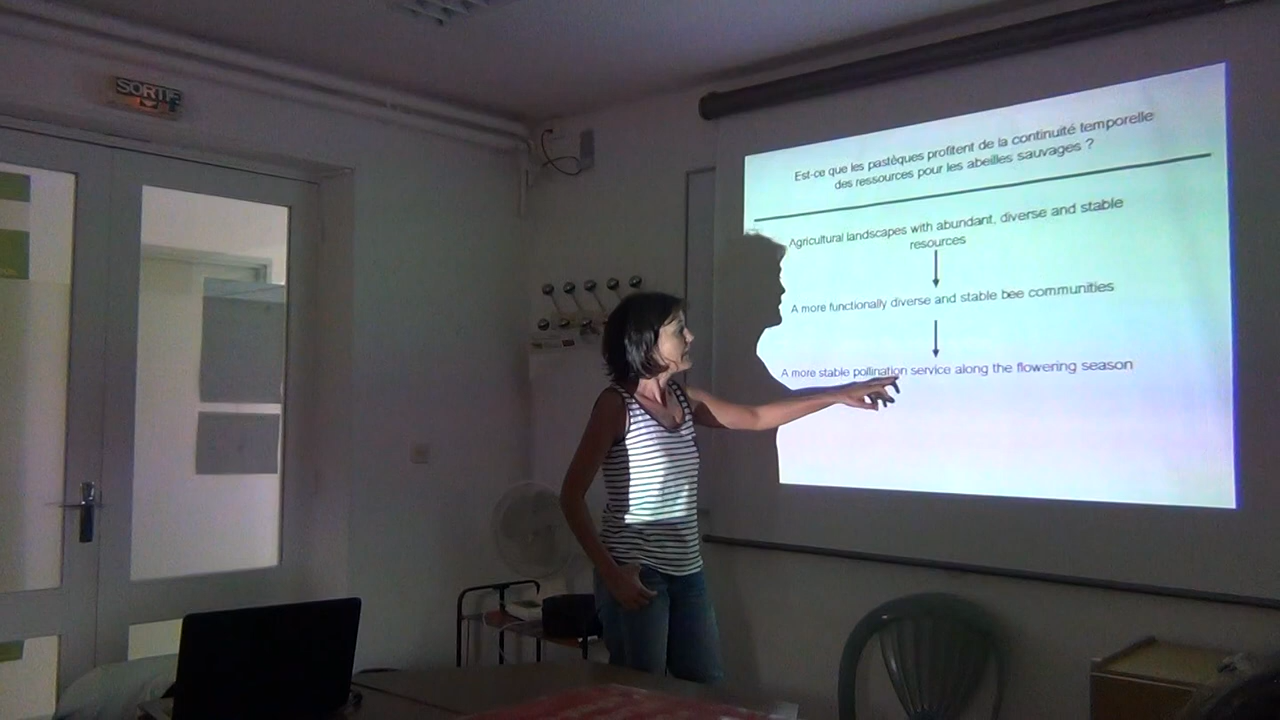 SORTIE
Est-ce que les pastèques profitent de la continuité temporelle
des ressources pour les abeilles sauvages ?
Agricultural landscapes with abundant, diverse and stable
resources
A more functionally diverse and stable bee communities
A more stable pollination service along the flowering season